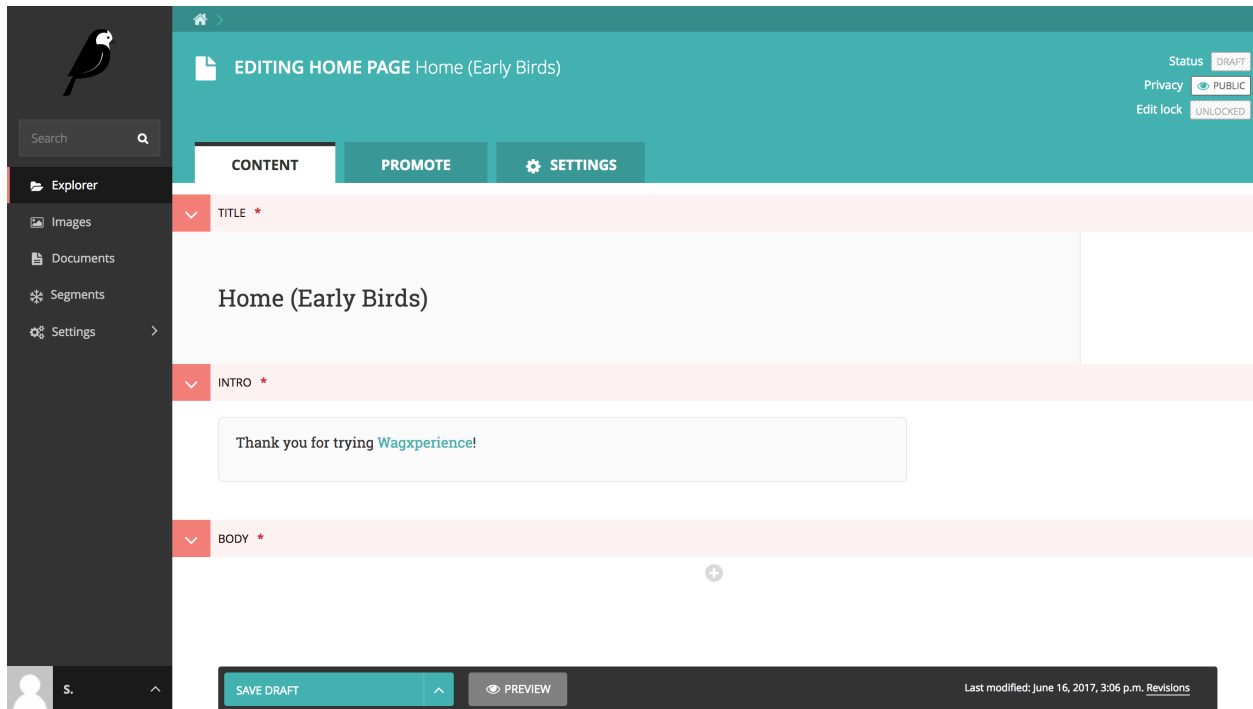 EDITING HOME PAGE Home (Early Birds)
Status DRAFT
Privacy PUBLIC
Edit lock UNLOCKED
Search
Explorer
Images
Documents
Segments
Settings
CONTENT
PROMOTE
SETTINGS
TITLE *
Home (Early Birds)
INTRO *
Thank you for trying Wagxperience!
BODY *
S.
SAVE DRAFT
PREVIEW
Last modified: June 16, 2017, 3:06 p.m. Revisions